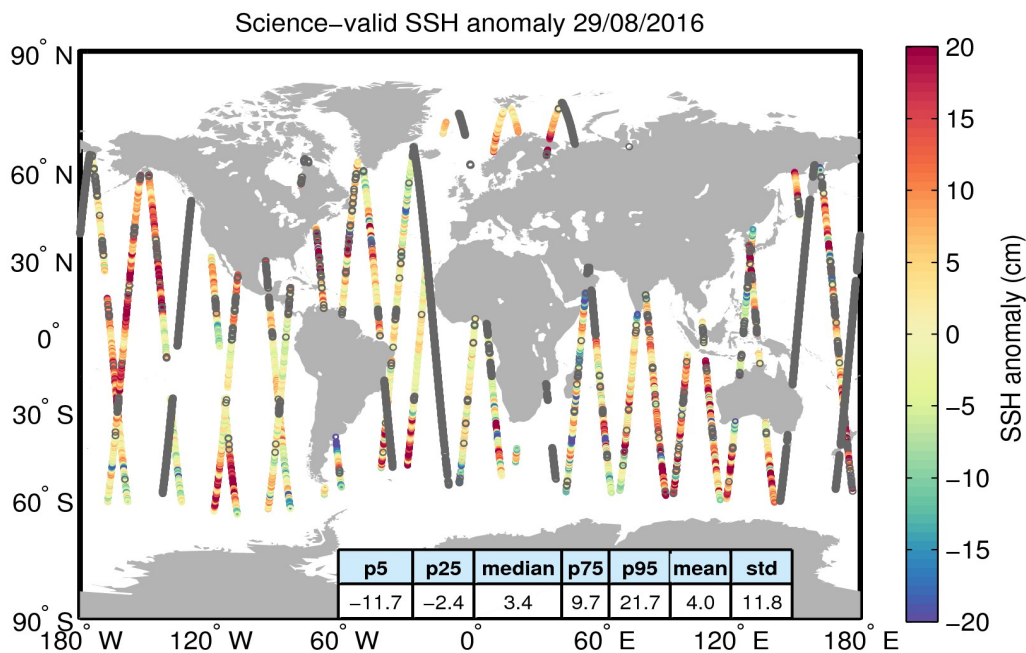 Science−valid SSH anomaly 29/08/2016
90° N
60° N
30° N
0°
30° S
60° S
90° S
180° W
120° W
60° W
0°
60° E
120° E
180° E
p5 p25 median p75 p95 mean std
−11.7 −2.4 3.4 9.7 21.7 4.0 11.8
20
15
10
5
0
−5
−10
−15
−20
SSH anomaly (cm)